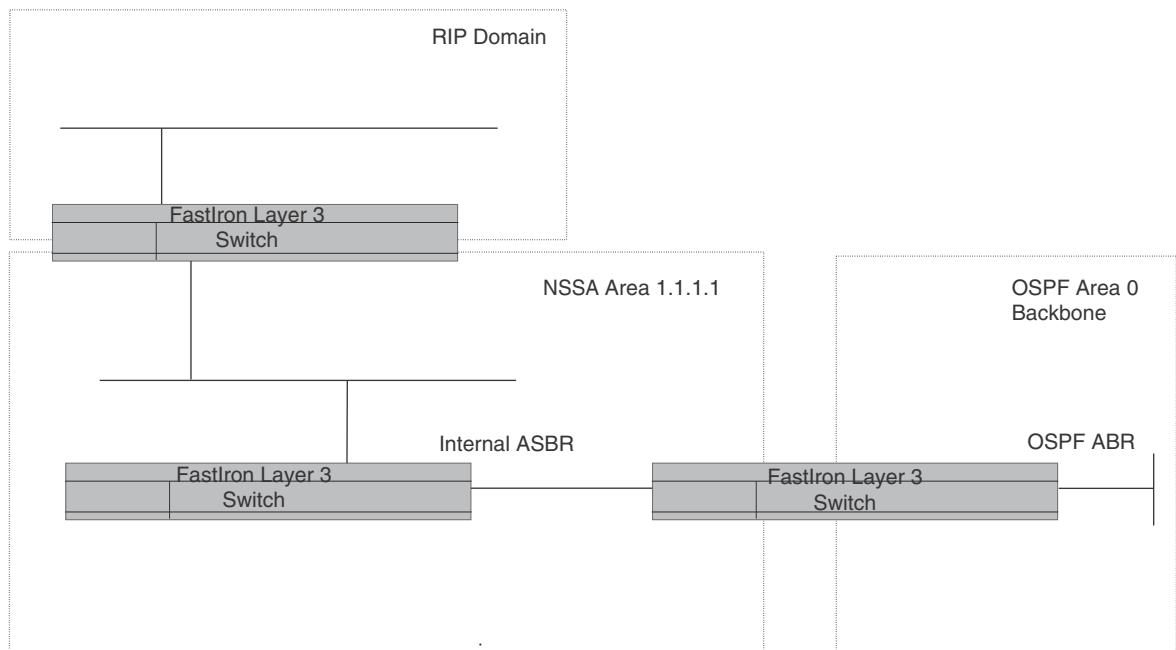 RIP Domain
FastIron Layer 3
Switch
NSSA Area 1.1.1.1
OSPF Area 0
Backbone
Internal ASBR
OSPF ABR
FastIron Layer 3
Switch
FastIron Layer 3
Switch
.